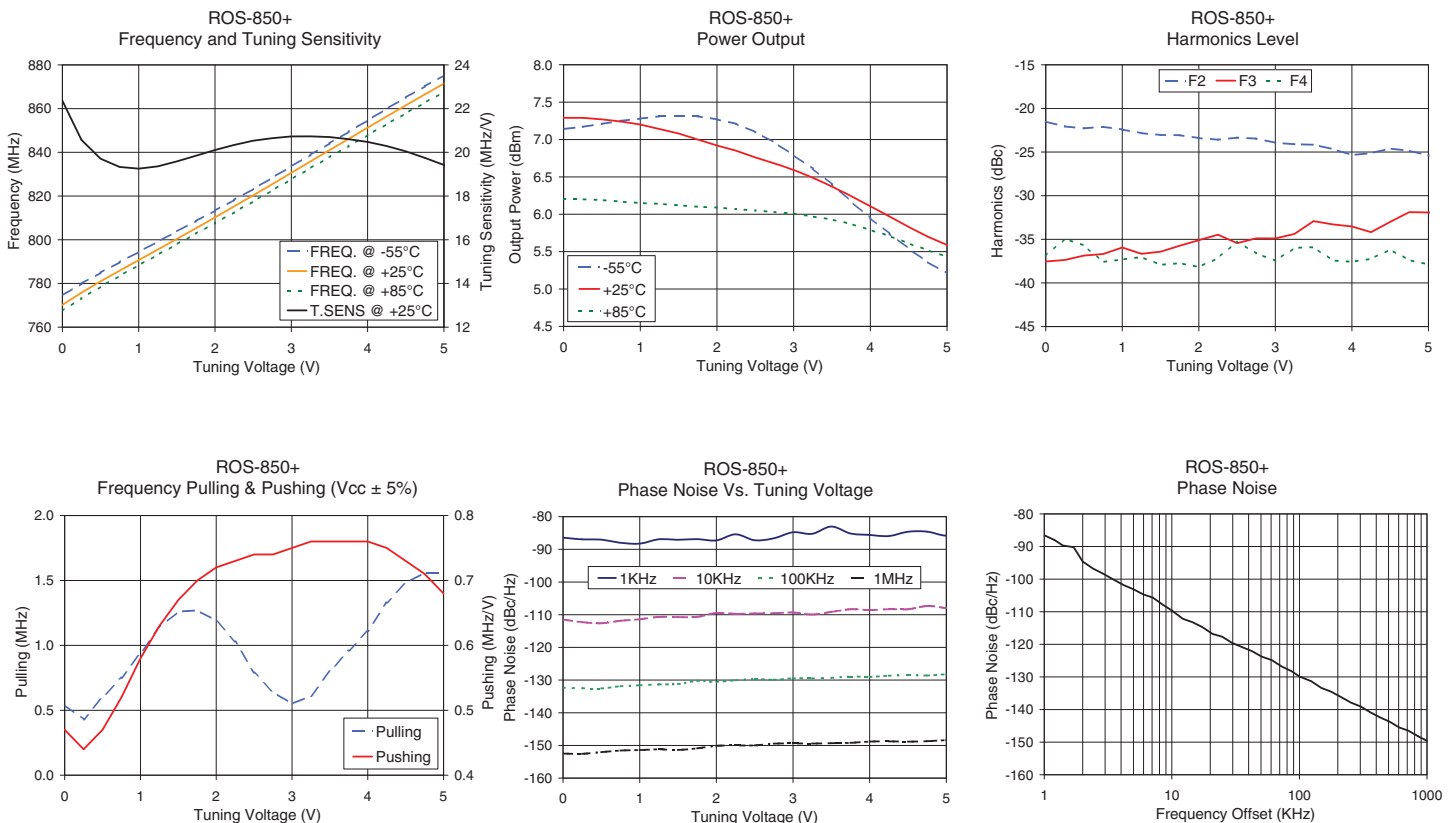 ROS-850+
Frequency and Tuning Sensitivity
880
860
840
820
800
780
760
24
22
20
18
16
14
12
Frequency (MHz)
Tuning Sensitivity (MHz/V)
FREQ. @ -55°C
FREQ. @ +25°C
FREQ. @ +85°C
T.SENS @ +25°C
0 1 2 3 4 5
Tuning Voltage (V)
ROS-850+
Power Output
8.0
7.5
7.0
6.5
6.0
5.5
5.0
4.5
Output Power (dBm)
-55°C
+25°C
+85°C
0 1 2 3 4 5
Tuning Voltage (V)
ROS-850+
Harmonics Level
-15
-20
-25
-30
-35
-40
-45
Harmonics (dBc)
F2 F3 F4
0 1 2 3 4 5
Tuning Voltage (V)
ROS-850+
Frequency Pulling & Pushing (Vcc ± 5%)
2.0
1.5
1.0
0.5
0.0
0.8
0.7
0.6
0.5
0.4
Pulling (MHz)
Pushing (MHz/V)
Pulling
Pushing
0 1 2 3 4 5
Tuning Voltage (V)
ROS-850+
Phase Noise Vs. Tuning Voltage
-80
-90
-100
-110
-120
-130
-140
-150
-160
Phase Noise (dBc/Hz)
1KHz 10KHz 100KHz 1MHz
0 1 2 3 4 5
Tuning Voltage (V)
ROS-850+
Phase Noise
-80
-90
-100
-110
-120
-130
-140
-150
-160
Phase Noise (dBc/Hz)
1 10 100 1000
Frequency Offset (KHz)